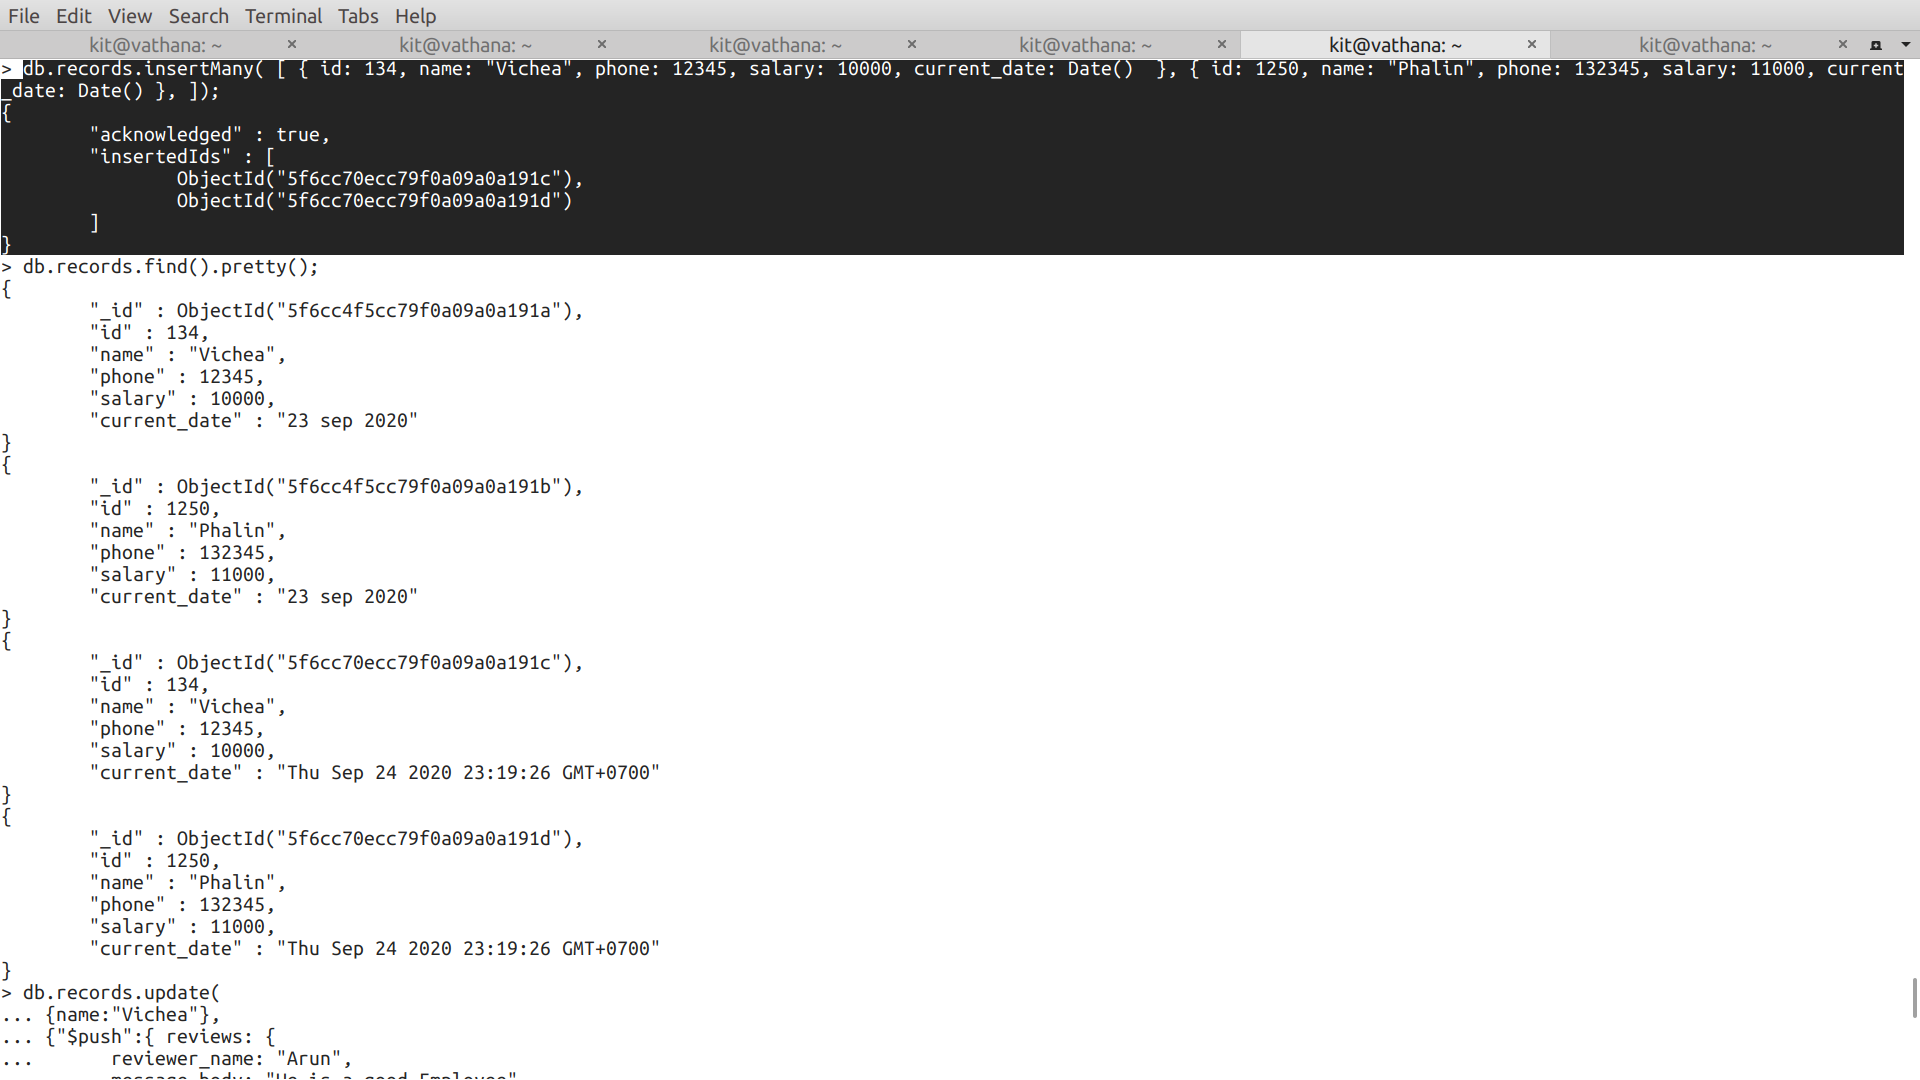 File Edit View Search Terminal Tabs Help
kit@vathana: ~ × kit@vathana: ~ × kit@vathana: ~ × kit@vathana: ~ × kit@vathana: ~ × kit@vathana: ~ ×
> db.records.insertMany( [ { id: 134, name: "Vichea", phone: 12345, salary: 10000, current_date: Date()  }, { id: 1250, name: "Phalin", phone: 132345, salary: 11000, current
_date: Date() }, ]);
{
        "acknowledged" : true,
        "insertedIds" : [
                ObjectId("5f6cc70ecc79f0a09a0a191c"),
                ObjectId("5f6cc70ecc79f0a09a0a191d")
        ]
}
> db.records.find().pretty();
{
        "_id" : ObjectId("5f6cc4f5cc79f0a09a0a191a"),
        "id" : 134,
        "name" : "Vichea",
        "phone" : 12345,
        "salary" : 10000,
        "current_date" : "23 sep 2020"
}
{
        "_id" : ObjectId("5f6cc4f5cc79f0a09a0a191b"),
        "id" : 1250,
        "name" : "Phalin",
        "phone" : 132345,
        "salary" : 11000,
        "current_date" : "23 sep 2020"
}
{
        "_id" : ObjectId("5f6cc70ecc79f0a09a0a191c"),
        "id" : 134,
        "name" : "Vichea",
        "phone" : 12345,
        "salary" : 10000,
        "current_date" : "Thu Sep 24 2020 23:19:26 GMT+0700"
}
{
        "_id" : ObjectId("5f6cc70ecc79f0a09a0a191d"),
        "id" : 1250,
        "name" : "Phalin",
        "phone" : 132345,
        "salary" : 11000,
        "current_date" : "Thu Sep 24 2020 23:19:26 GMT+0700"
}
> db.records.update(
... {name:"Vichea"},
... {"$push":{ reviews: {
...       reviewer_name: "Arun",
          message_body: "He is a good Employee"